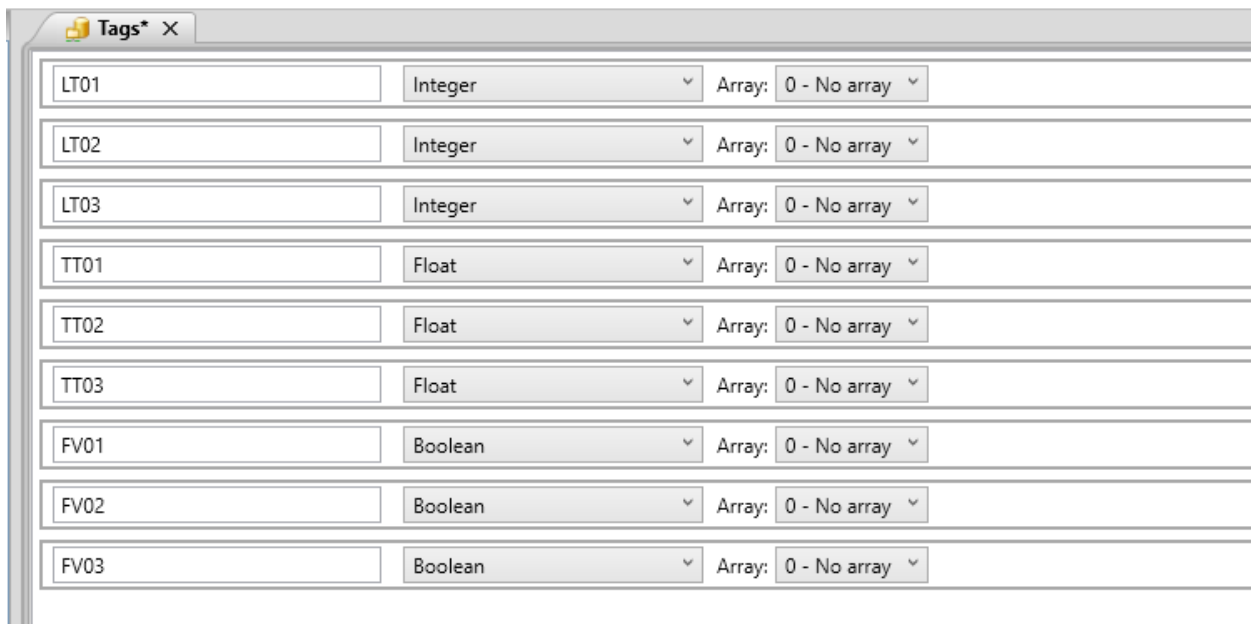 Tags*
LT01 Integer Array: 0 - No array
LT02 Integer Array: 0 - No array
LT03 Integer Array: 0 - No array
TT01 Float Array: 0 - No array
TT02 Float Array: 0 - No array
TT03 Float Array: 0 - No array
FV01 Boolean Array: 0 - No array
FV02 Boolean Array: 0 - No array
FV03 Boolean Array: 0 - No array